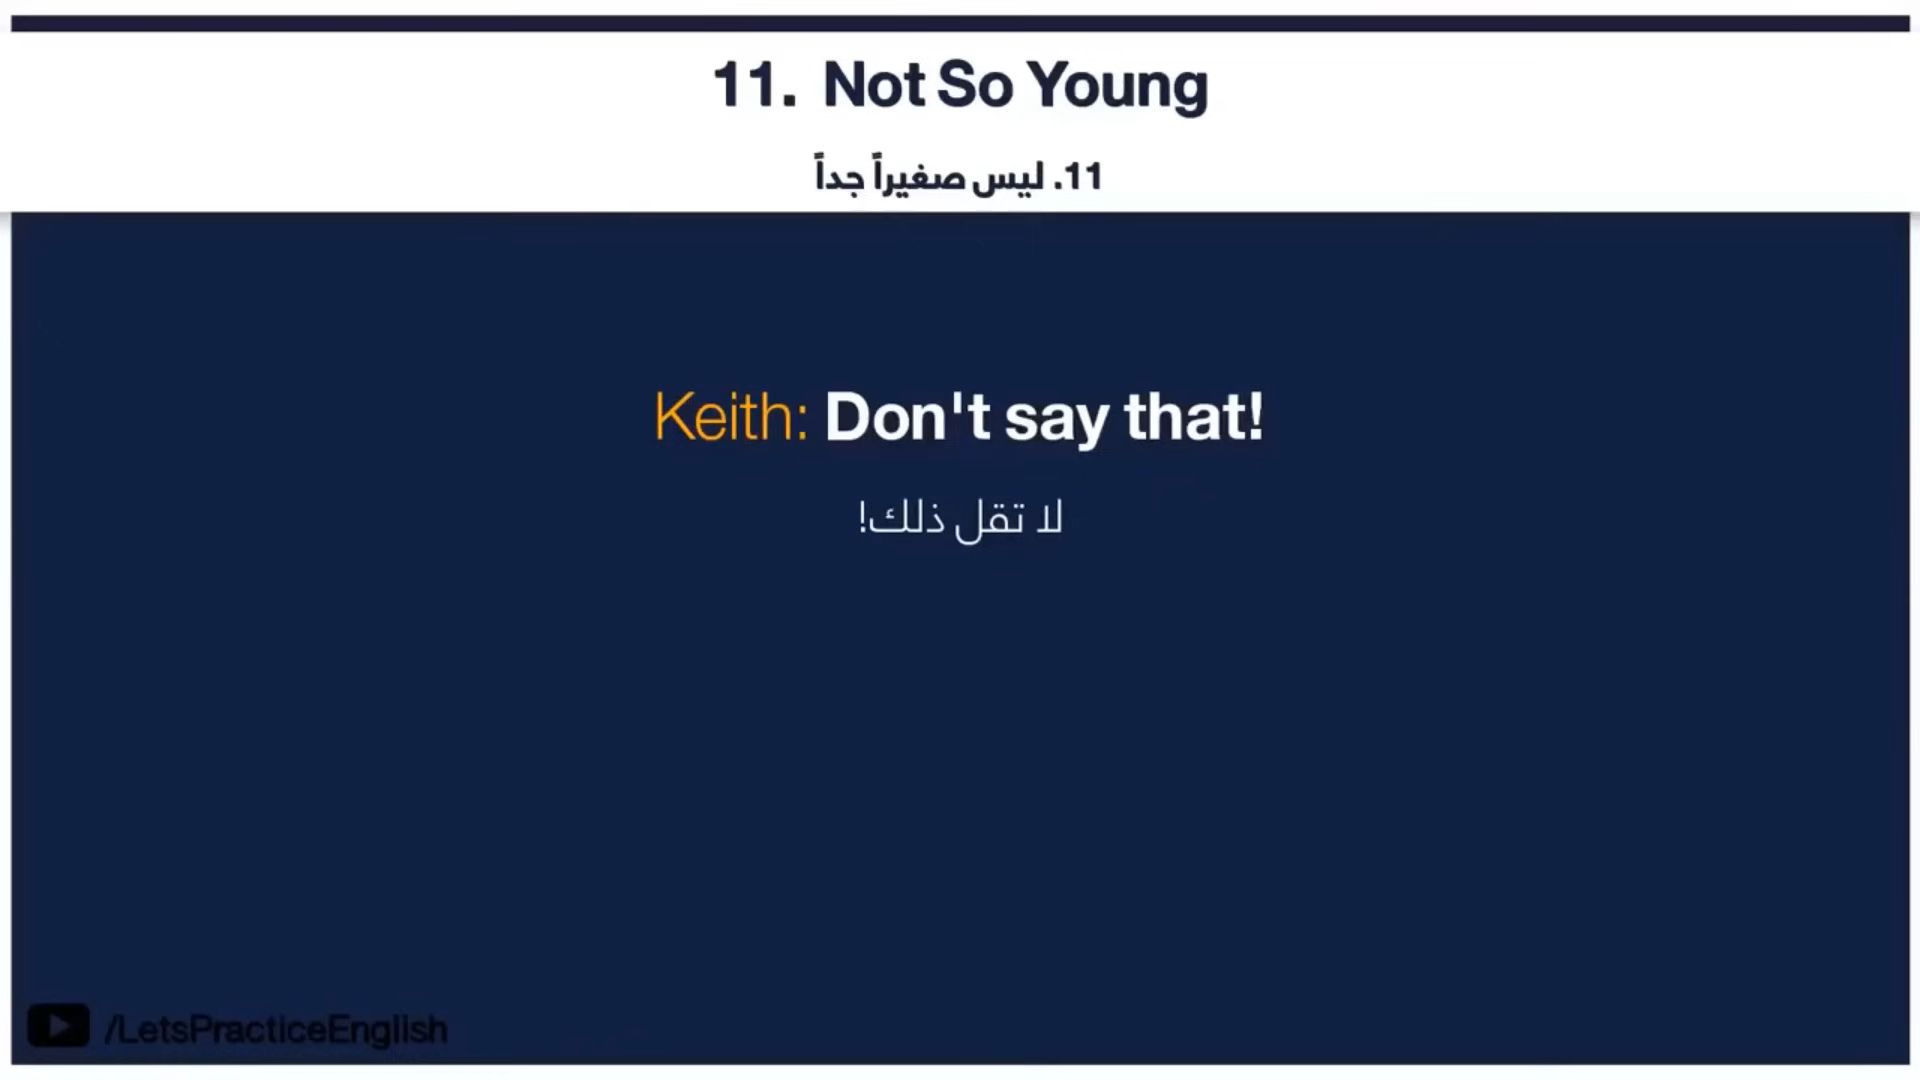 11. Not So Young
11. ليس صغيراً جداً
Keith: Don't say that!
لا تقل ذلك!
/LetsPracticeEnglish